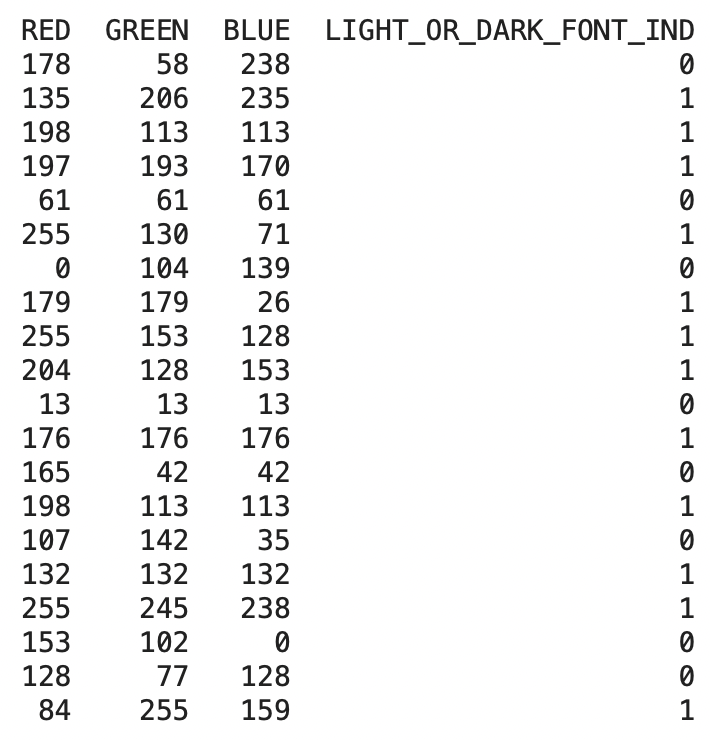 RED GREEN BLUE LIGHT_OR_DARK_FONT_IND
178 58 238 0
135 206 235 1
198 113 113 1
197 193 170 1
61 61 61 0
255 130 71 1
0 104 139 0
179 179 26 1
255 153 128 1
204 128 153 1
13 13 13 0
176 176 176 1
165 42 42 0
198 113 113 1
107 142 35 0
132 132 132 1
255 245 238 1
153 102 0 0
128 77 128 0
84 255 159 1